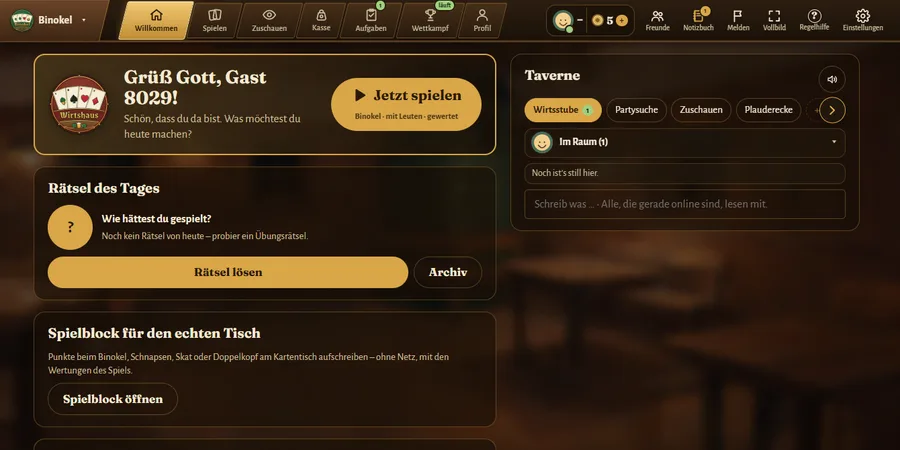 Binokel
Willkommen
Spielen
Zuschauen
Kasse
1
Aufgaben
läuft
Wettkampf
Profil
–
5
Freunde
1
Notizbuch
Melden
Vollbild
Regelhilfe
Einstellungen
Wirtshaus
Grüß Gott, Gast
8029!
Schön, dass du da bist. Was möchtest du
heute machen?
Jetzt spielen
Binokel · mit Leuten · gewertet
Rätsel des Tages
?
Wie hättest du gespielt?
Noch kein Rätsel von heute – probier ein Übungsrätsel.
Rätsel lösen
Archiv
Spielblock für den echten Tisch
Punkte beim Binokel, Schnapsen, Skat oder Doppelkopf am Kartentisch aufschreiben – ohne Netz, mit den
Wertungen des Spiels.
Spielblock öffnen
Taverne
Wirtsstube 1
Partysuche
Zuschauen
Plauderecke
Im Raum (1)
Noch ist's still hier.
Schreib was … · Alle, die gerade online sind, lesen mit.